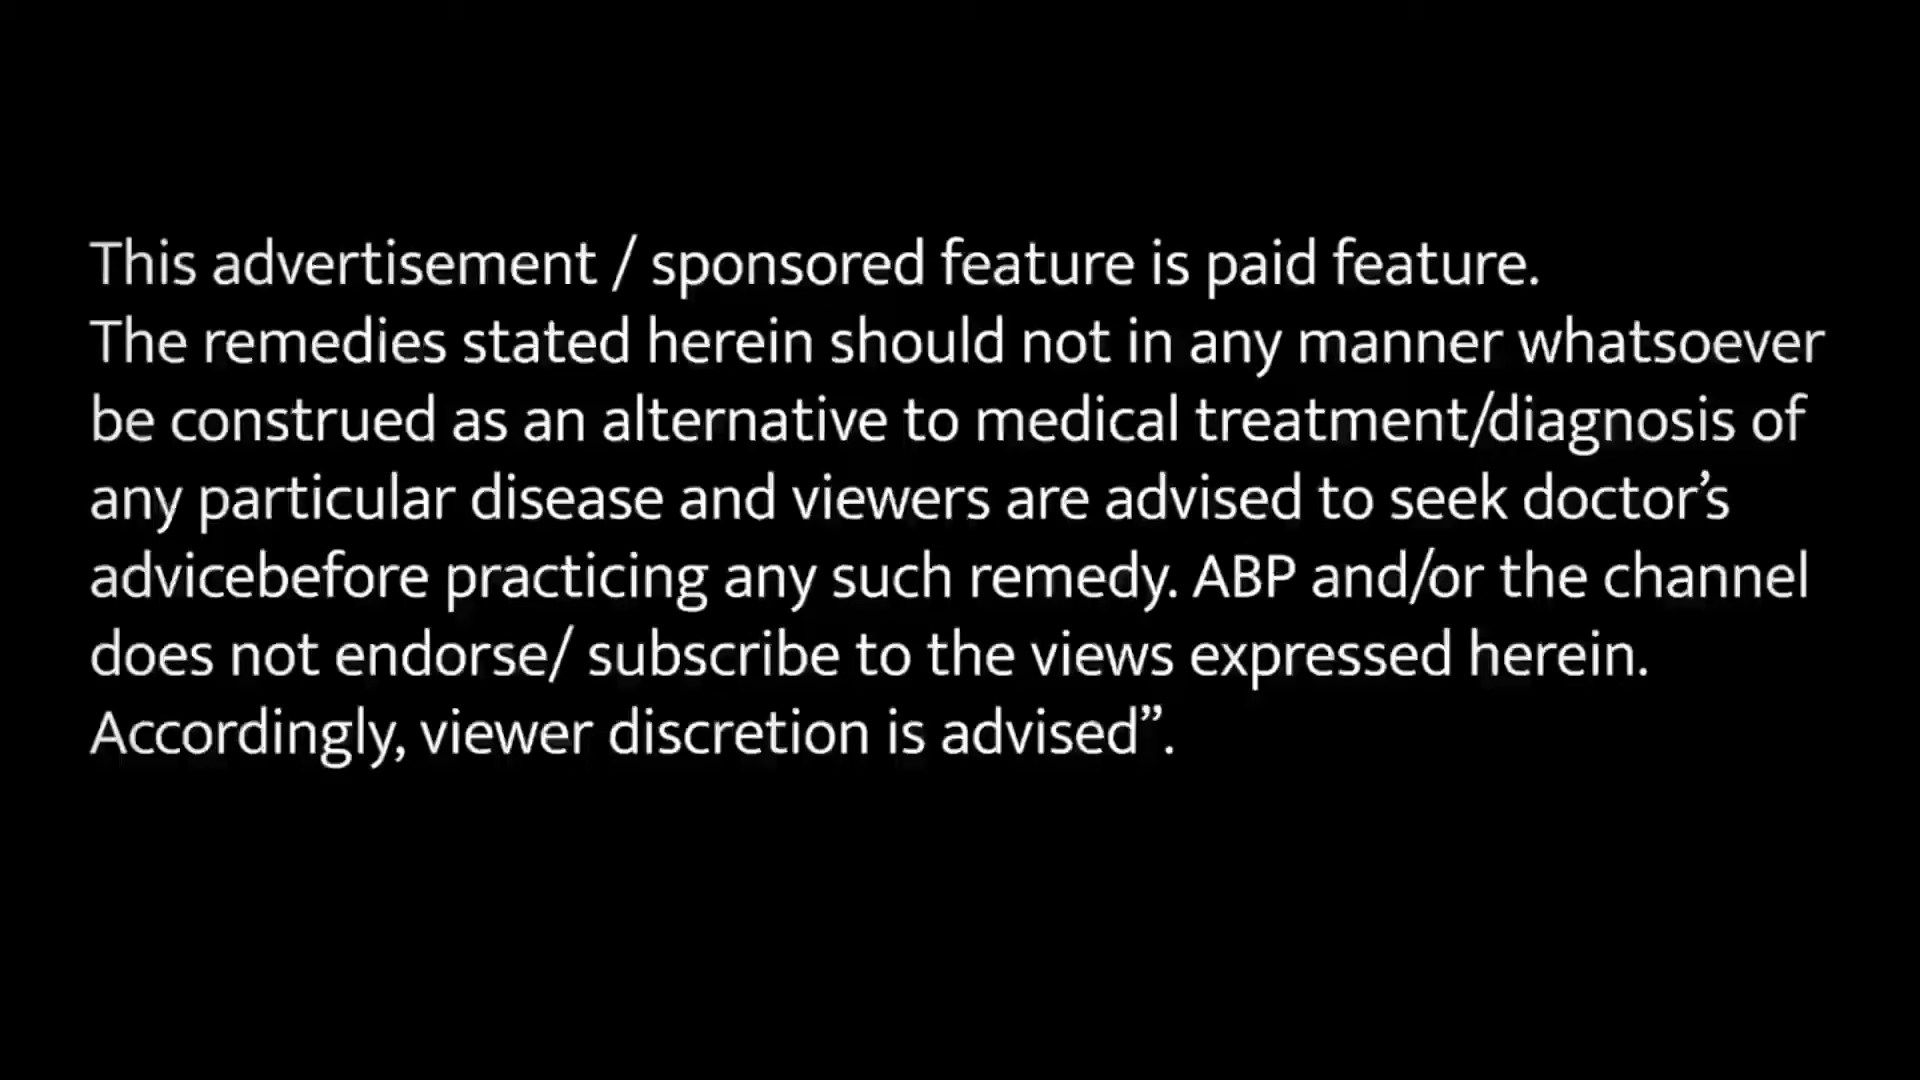 This advertisement / sponsored feature is paid feature.
The remedies stated herein should not in any manner whatsoever
be construed as an alternative to medical treatment/diagnosis of
any particular disease and viewers are advised to seek doctor’s
advicebefore practicing any such remedy. ABP and/or the channel
does not endorse/ subscribe to the views expressed herein.
Accordingly, viewer discretion is advised”.